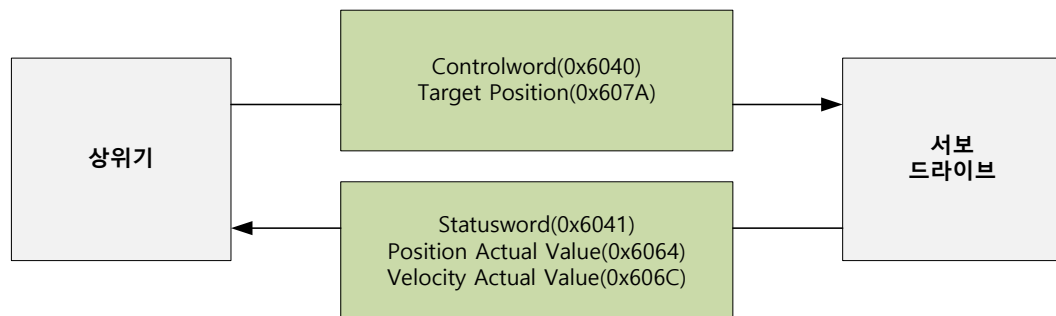 상위기
Controlword(0x6040)
Target Position(0x607A)
Statusword(0x6041)
Position Actual Value(0x6064)
Velocity Actual Value(0x606C)
서보
드라이브